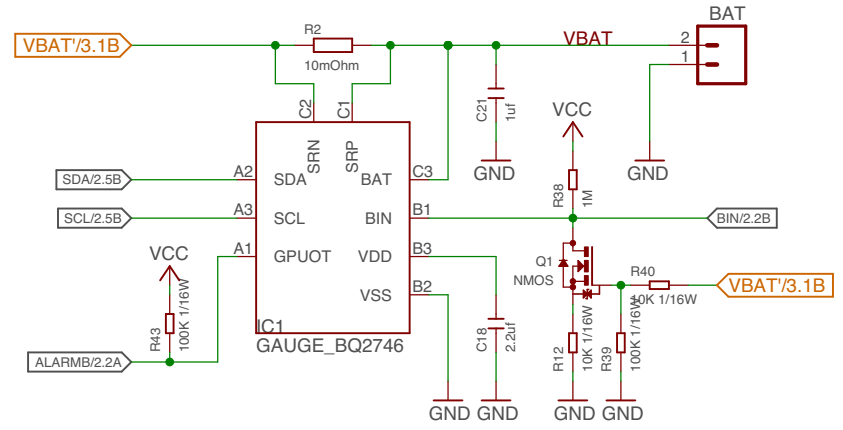 BAT
R2
VBAT'/3.1B
VBAT
2
10mOhm
1
C2
C1
C21
1uf
VCC
SRN
SRP
GND
GND
SDA/2.5B
A2
SDA
BAT
C3
R38
1M
SCL/2.5B
A3
SCL
BIN
B1
BIN/2.2B
A1
GPUOT
VDD
B3
VCC
Q1
NMOS
R40
VBAT'/3.1B
10K 1/16W
VSS
B2
R43
100K 1/16W
IC1
GAUGE_BQ2746
C18
2.2uf
R12
10K 1/16W
R39
100K 1/16W
ALARMB/2.2A
GND
GND
GND
GND